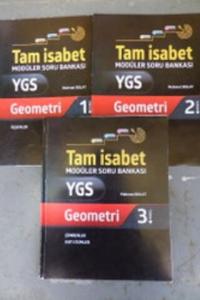 Tam isabet
MODÜLER SORU BANKASI
YGS
Geometri 1
ÜÇGENLER
Tam isabet
MODÜLER SORU BANKASI
YGS
Geometri 2
Tam isabet
MODÜLER SORU BANKASI
YGS
Geometri 3